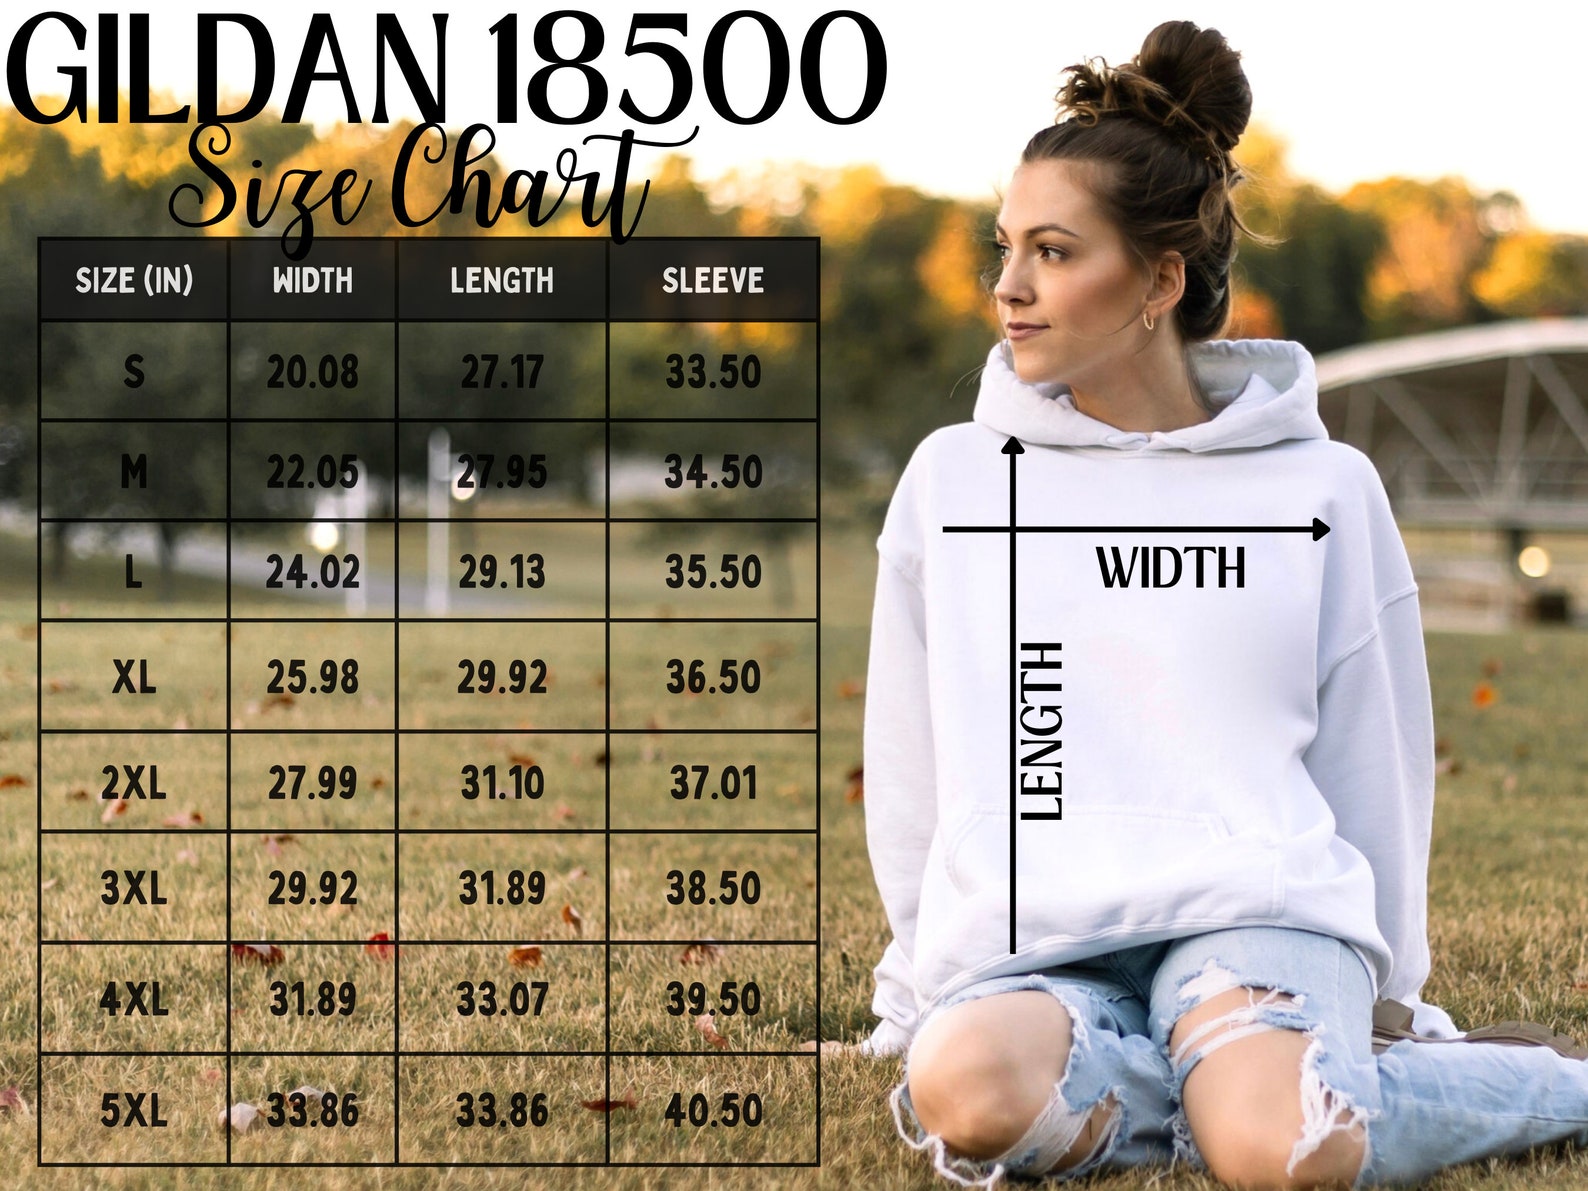 GILDAN 18500
Size Chart
SIZE (IN) WIDTH LENGTH SLEEVE
S 20.08 27.17 33.50
M 22.05 27.95 34.50
L 24.02 29.13 35.50
XL 25.98 29.92 36.50
2XL 27.99 31.10 37.01
3XL 29.92 31.89 38.50
4XL 31.89 33.07 39.50
5XL 33.86 33.86 40.50
WIDTH
LENGTH